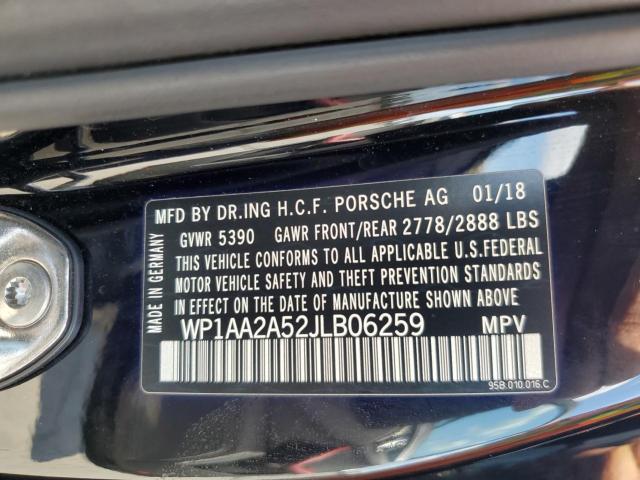 MFD BY DR.ING H.C.F. PORSCHE AG 01/18
GVWR 5390 GAWR FRONT/REAR 2778/2888 LBS
THIS VEHICLE CONFORMS TO ALL APPLICABLE U.S.FEDERAL
MOTOR VEHICLE SAFETY AND THEFT PREVENTION STANDARDS
IN EFFECT ON THE DATE OF MANUFACTURE SHOWN ABOVE
WP1AA2A52JLB06259 MPV
95B.010.016.C
MADE IN GERMANY